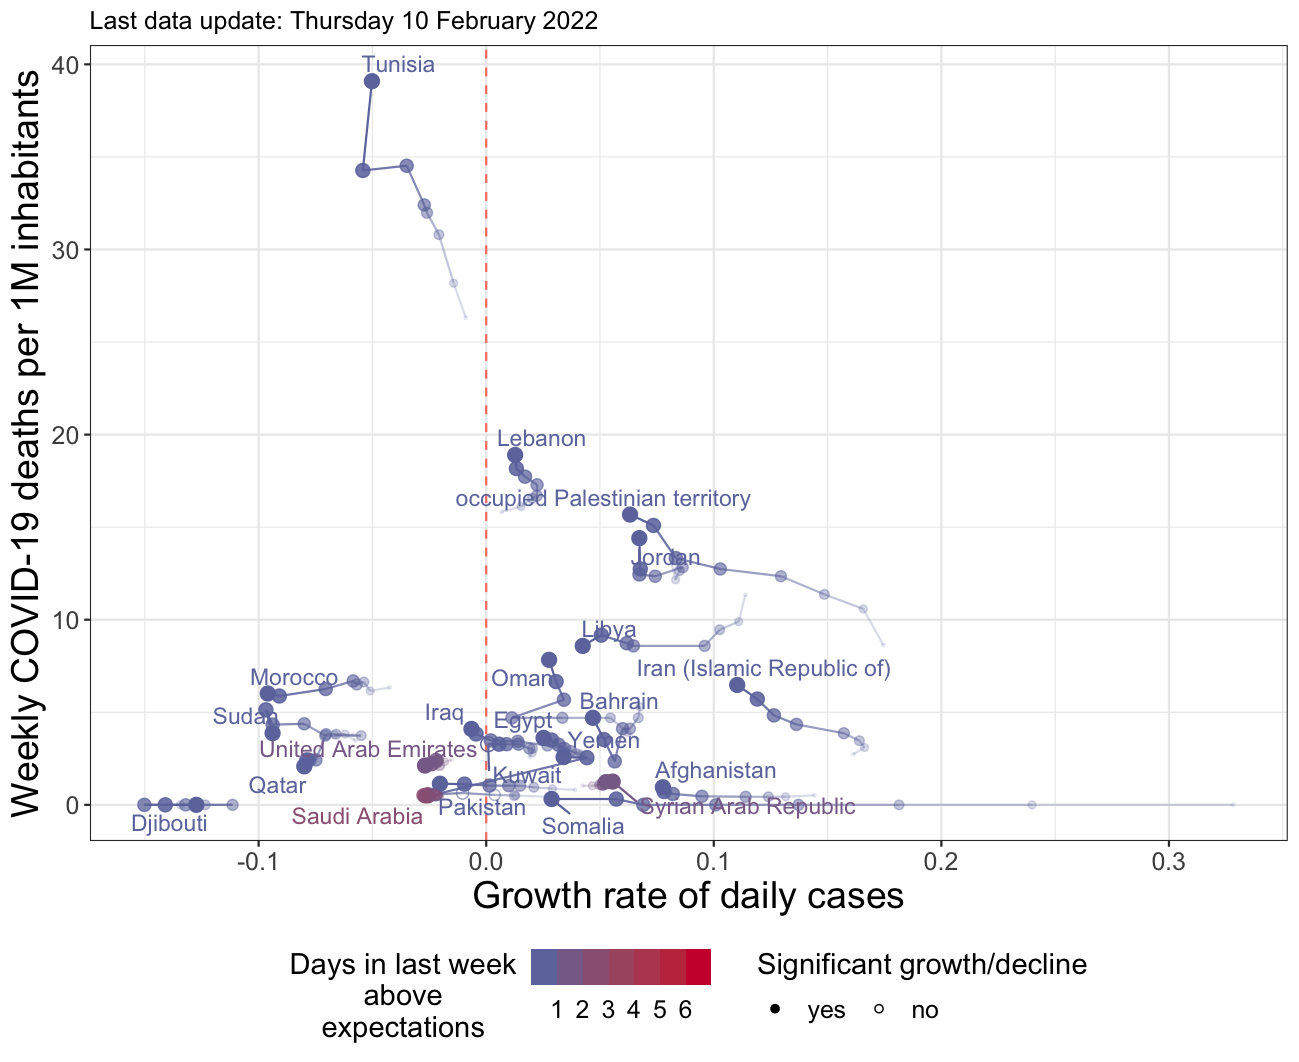 Last data update: Thursday 10 February 2022
Weekly COVID-19 deaths per 1M inhabitants
40
30
20
10
0
Tunisia
Lebanon
occupied Palestinian territory
Jordan
Libya
Iran (Islamic Republic of)
Morocco
Oman
Bahrain
Sudan
Iraq
Egypt
Yemen
United Arab Emirates
Qatar
Kuwait
Afghanistan
Pakistan
Syrian Arab Republic
Saudi Arabia
Djibouti
Somalia
-0.1
0.0
0.1
0.2
0.3
Growth rate of daily cases
Days in last week
above
expectations
1 2 3 4 5 6
Significant growth/decline
yes
no